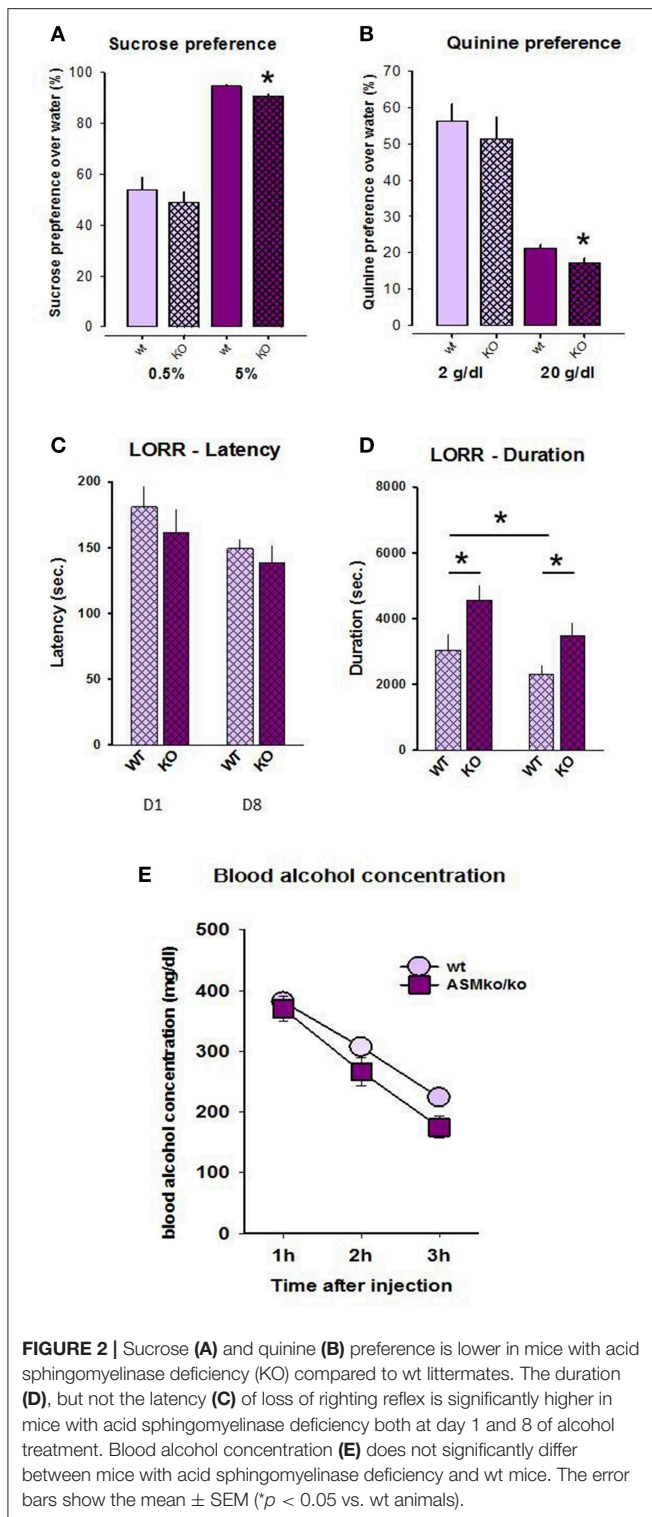 A
Sucrose preference
Sucrose prepference over water (%)
100
80
60
40
20
0
*
wt
KO
wt
KO
0.5%
5%
B
Quinine preference
Quinine preference over water (%)
70
60
50
40
30
20
10
0
*
wt
KO
wt
KO
2 g/dl
20 g/dl
C
LORR - Latency
Latency (sec.)
200
150
100
50
0
WT
KO
WT
KO
D1
D8
D
LORR - Duration
Duration (sec.)
8000
6000
4000
2000
0
*
*
*
WT
KO
WT
KO
E
Blood alcohol concentration
blood alcohol concentration (mg/dl)
500
400
300
200
100
0
wt
ASMko/ko
1h
2h
3h
Time after injection
FIGURE 2 | Sucrose (A) and quinine (B) preference is lower in mice with acid
sphingomyelinase deficiency (KO) compared to wt littermates. The duration
(D), but not the latency (C) of loss of righting reflex is significantly higher in
mice with acid sphingomyelinase deficiency both at day 1 and 8 of alcohol
treatment. Blood alcohol concentration (E) does not significantly differ
between mice with acid sphingomyelinase deficiency and wt mice. The error
bars show the mean ± SEM (*p < 0.05 vs. wt animals).